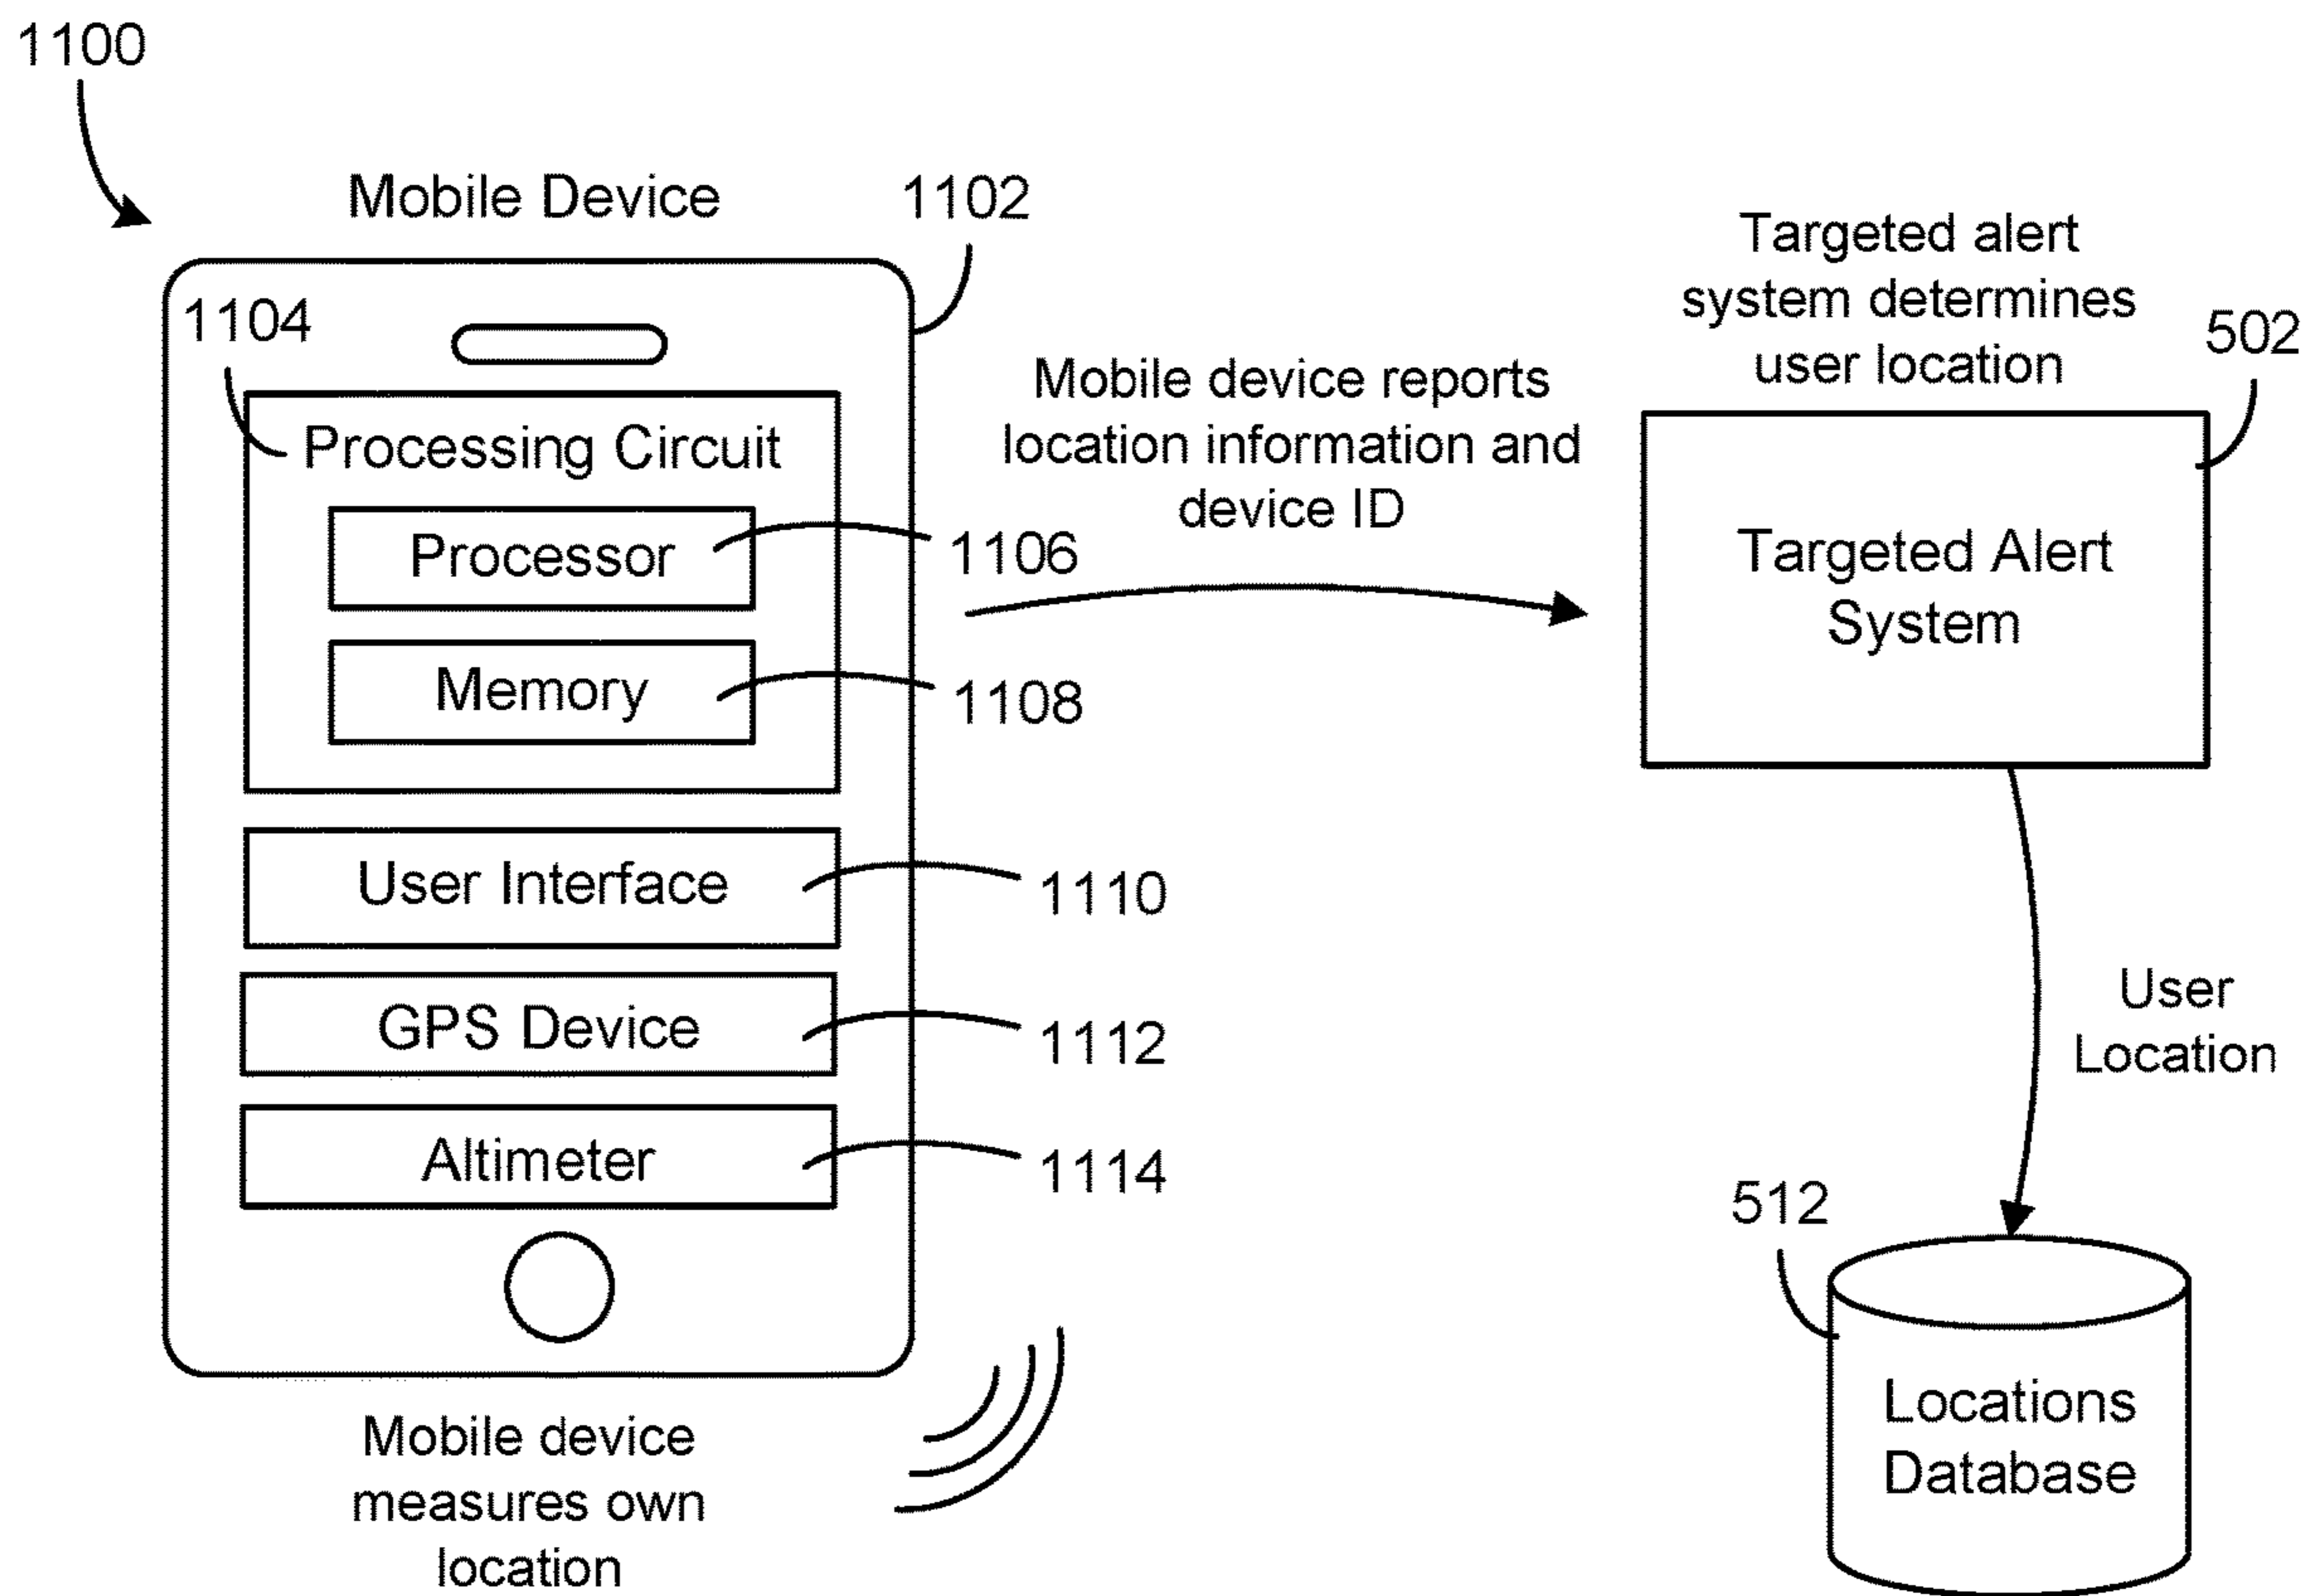 1100
Mobile Device
1102
1104
Processing Circuit
Processor
1106
Memory
1108
User Interface
1110
GPS Device
1112
Altimeter
1114
Mobile device
measures own
location
Mobile device reports
location information and
device ID
Targeted alert
system determines
user location
502
Targeted Alert
System
User
Location
512
Locations
Database